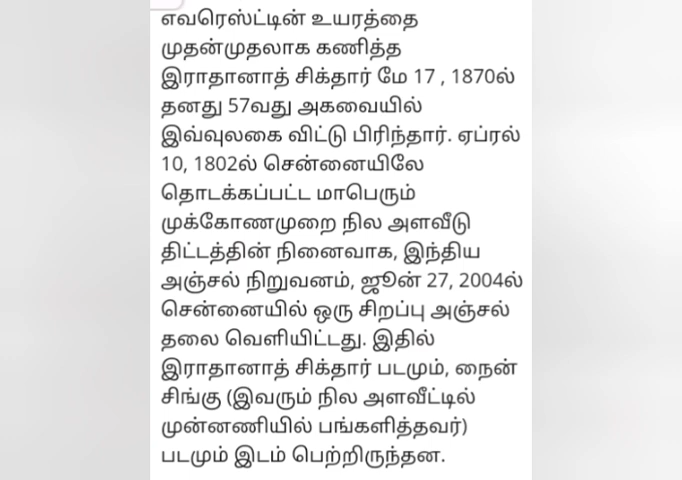 எவரெஸ்ட்டின் உயரத்தை
முதன்முதலாக கணித்த
இராதானாத் சிக்தார் மே 17 , 1870ல்
தனது 57வது அகவையில்
இவ்வுலகை விட்டு பிரிந்தார். ஏப்ரல்
10, 1802ல் சென்னையிலே
தொடக்கப்பட்ட மாபெரும்
முக்கோணமுறை நில அளவீடு
திட்டத்தின் நினைவாக, இந்திய
அஞ்சல் நிறுவனம், ஜூன் 27, 2004ல்
சென்னையில் ஒரு சிறப்பு அஞ்சல்
தலை வெளியிட்டது. இதில்
இராதானாத் சிக்தார் படமும், நைன்
சிங்கு (இவரும் நில அளவீட்டில்
முன்னணியில் பங்களித்தவர்)
படமும் இடம் பெற்றிருந்தன.